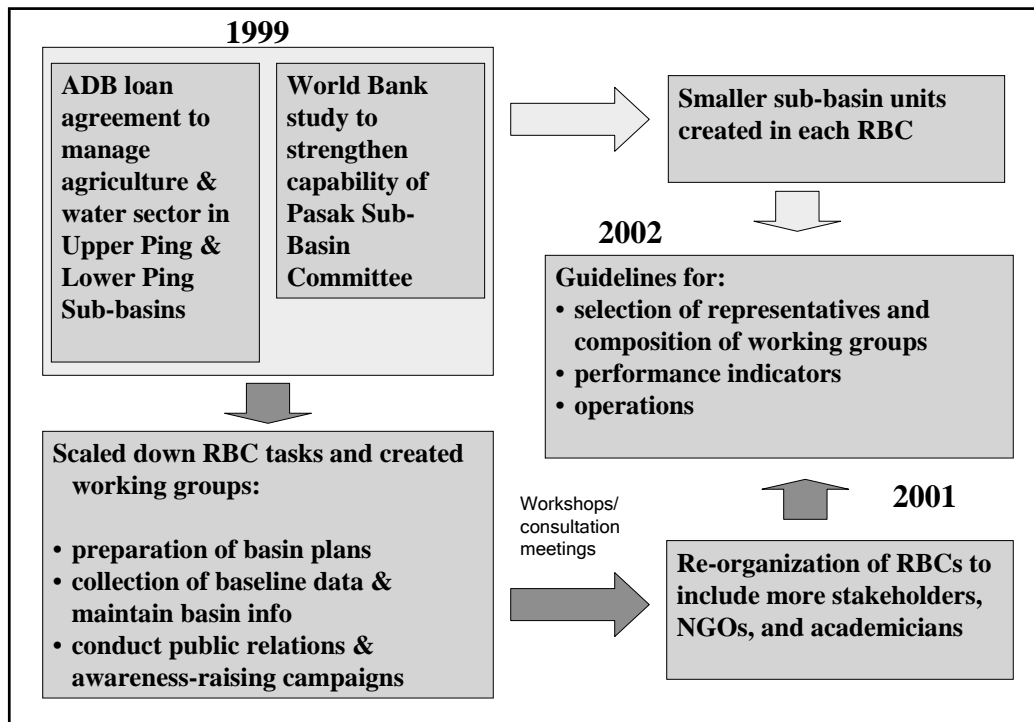 1999
ADB loan
agreement to
manage
agriculture &
water sector in
Upper Ping &
Lower Ping
Sub-basins
World Bank
study to
strengthen
capability of
Pasak Sub-
Basin
Committee
Smaller sub-basin units
created in each RBC
2002
Guidelines for:
• selection of representatives and
composition of working groups
• performance indicators
• operations
Scaled down RBC tasks and created
working groups:
• preparation of basin plans
• collection of baseline data &
maintain basin info
• conduct public relations &
awareness-raising campaigns
Workshops/
consultation
meetings
2001
Re-organization of RBCs to
include more stakeholders,
NGOs, and academicians